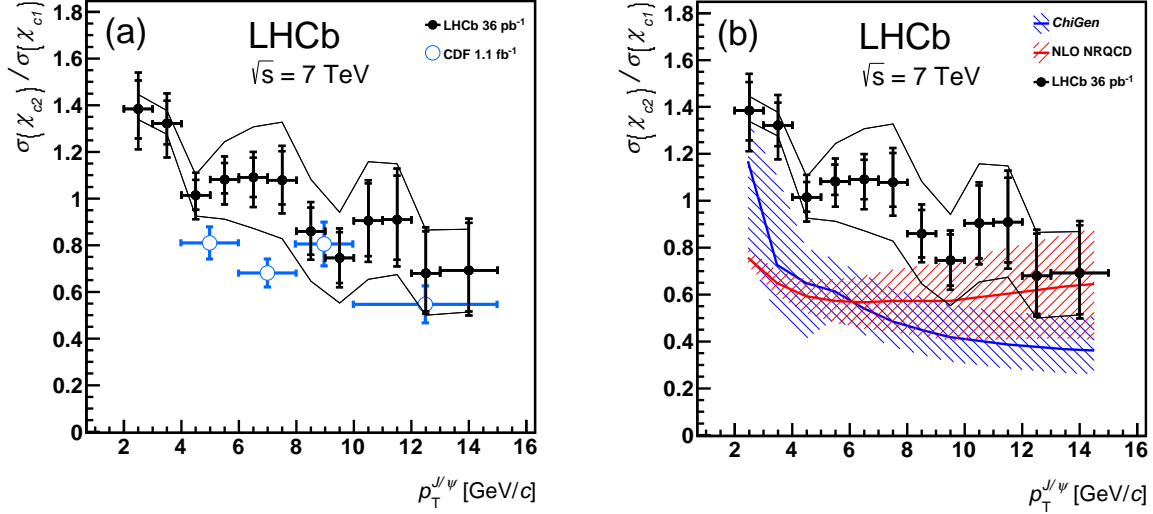 (a)
LHCb
√s = 7 TeV
LHCb 36 pb⁻¹
CDF 1.1 fb⁻¹
σ{χc2} / σ{χc1}
1.8
1.6
1.4
1.2
1
0.8
0.6
0.4
0.2
0
2 4 6 8 10 12 14 16
p_T^{J/ψ} [GeV/c]
(b)
LHCb
√s = 7 TeV
ChiGen
NLO NRQCD
LHCb 36 pb⁻¹
σ{χc2} / σ{χc1}
1.8
1.6
1.4
1.2
1
0.8
0.6
0.4
0.2
0
2 4 6 8 10 12 14 16
p_T^{J/ψ} [GeV/c]